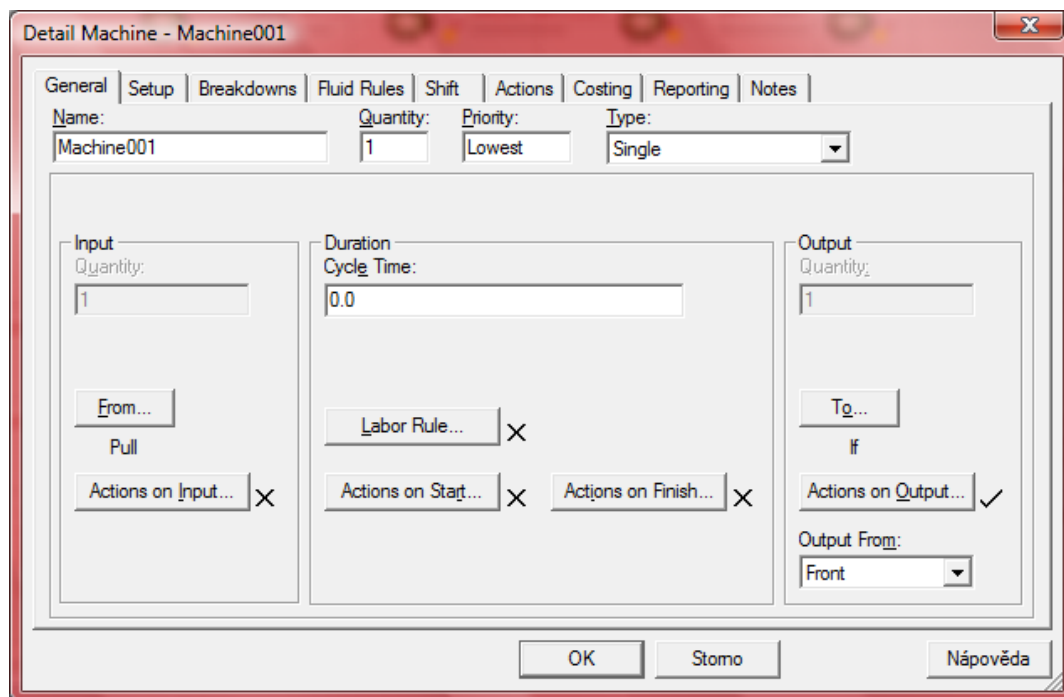 Detail Machine - Machine001
General Setup Breakdowns Fluid Rules Shift Actions Costing Reporting Notes
Name: Quantity: Priority: Type:
Machine001 1 Lowest Single
Input Duration Output
Quantity: Cycle Time: Quantity:
1 0.0 1
From... To...
Labor Rule...
Pull If
Actions on Input... Actions on Start... Actions on Finish... Actions on Output...
Output From:
Front
OK Storno Nápověda